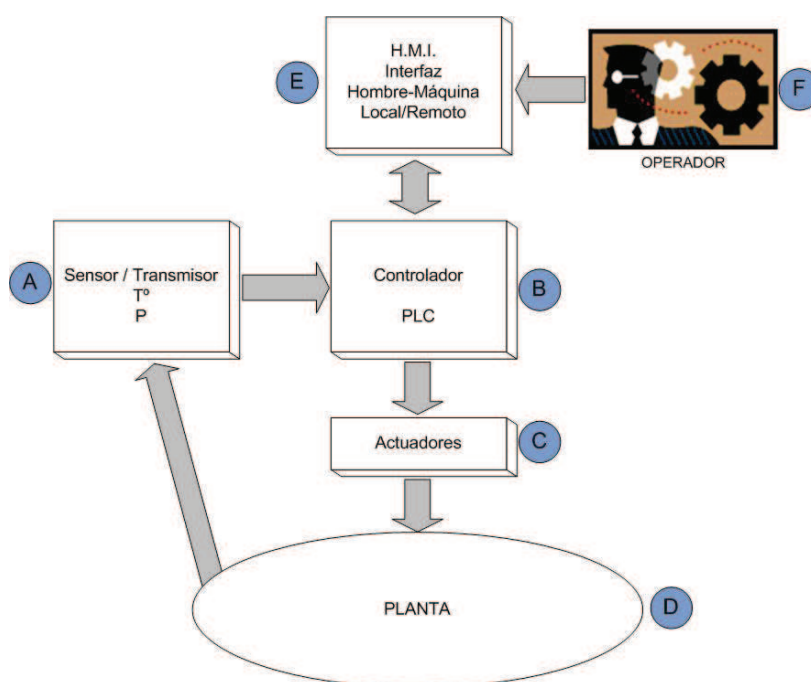 E
H.M.I.
Interfaz
Hombre-Máquina
Local/Remoto
F
OPERADOR
A
Sensor / Transmisor
Tº
P
Controlador
PLC
B
Actuadores
C
PLANTA
D